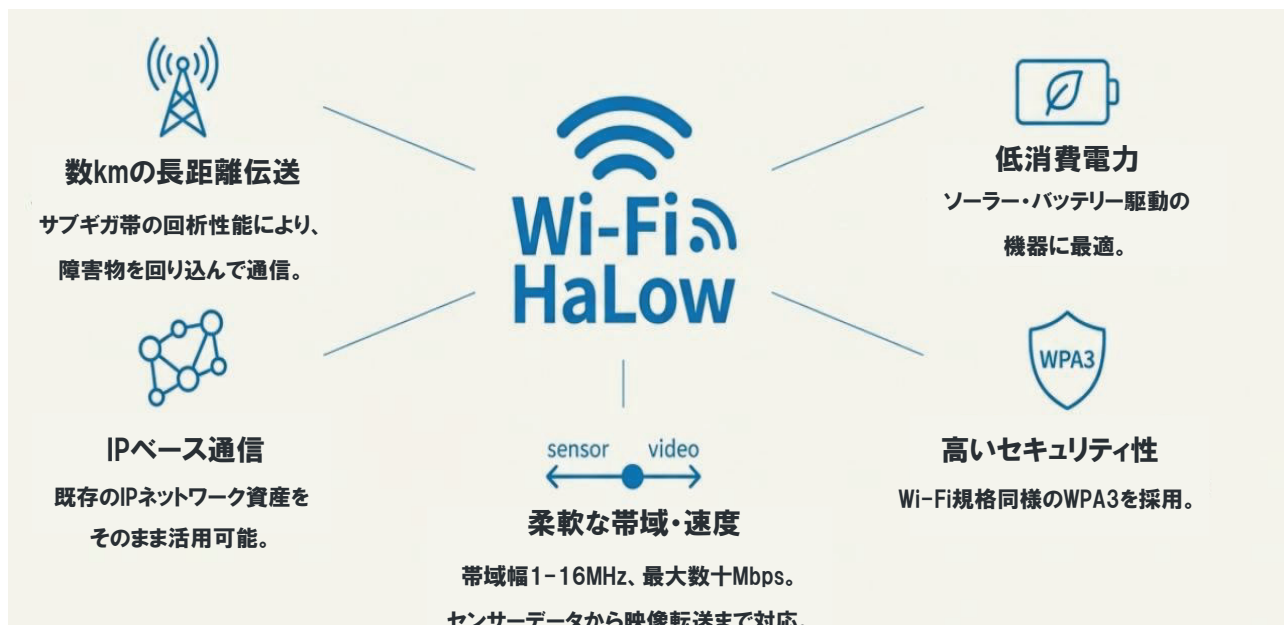 数kmの長距離伝送
サブギガ帯の回析性能により、
障害物を回り込んで通信。
IPベース通信
既存のIPネットワーク資産を
そのまま活用可能。
Wi-Fi
HaLow
sensor video
柔軟な帯域・速度
帯域幅1-16MHz、最大数十Mbps。
センサーデータから映像転送まで対応。
低消費電力
ソーラー・バッテリー駆動の
機器に最適。
WPA3
高いセキュリティ性
Wi-Fi規格同様のWPA3を採用。